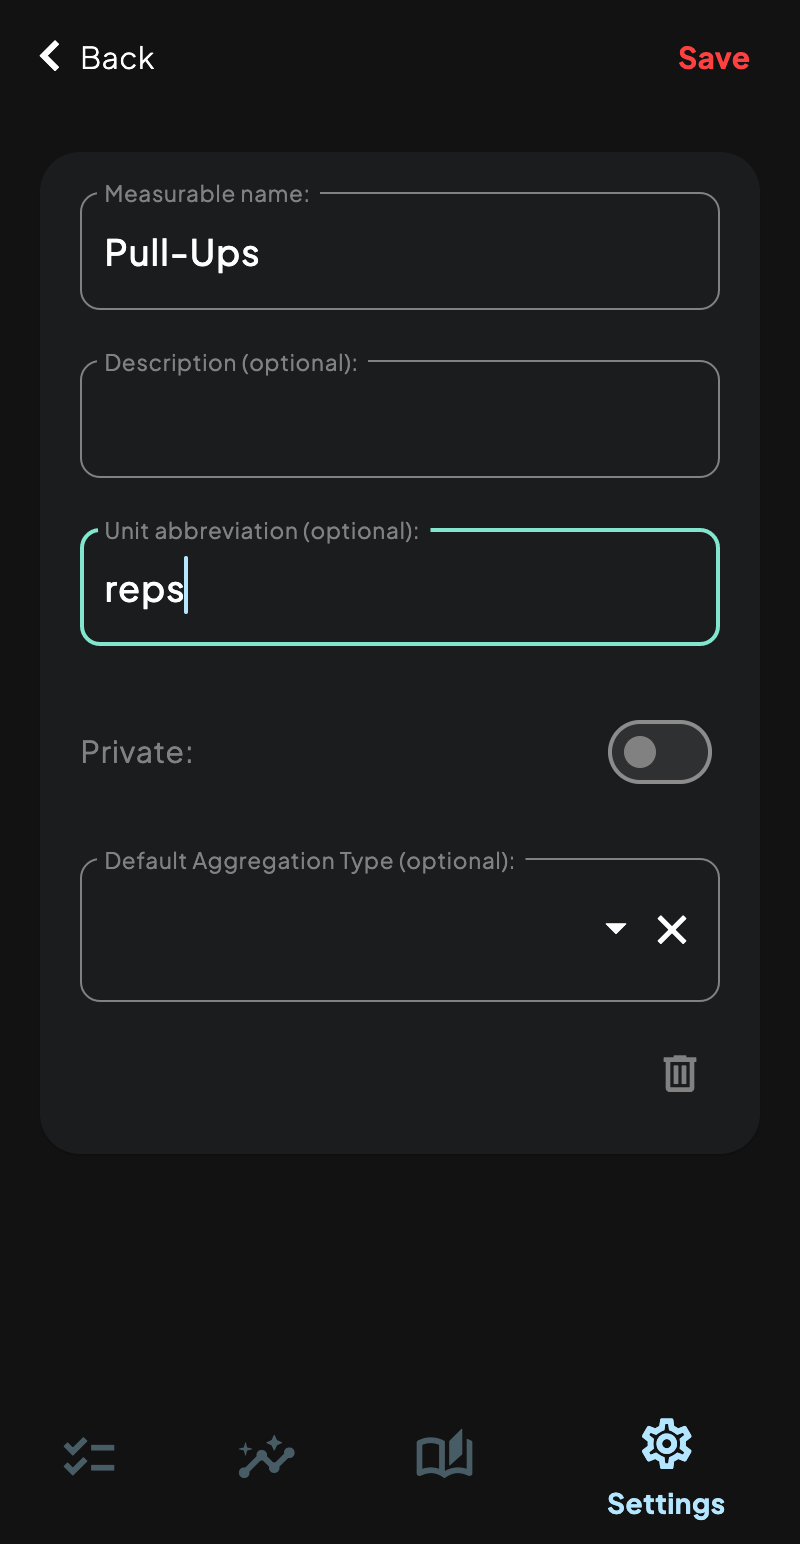 Back
Save
Measurable name:
Pull-Ups
Description (optional):
Unit abbreviation (optional):
reps
Private:
Default Aggregation Type (optional):
Settings